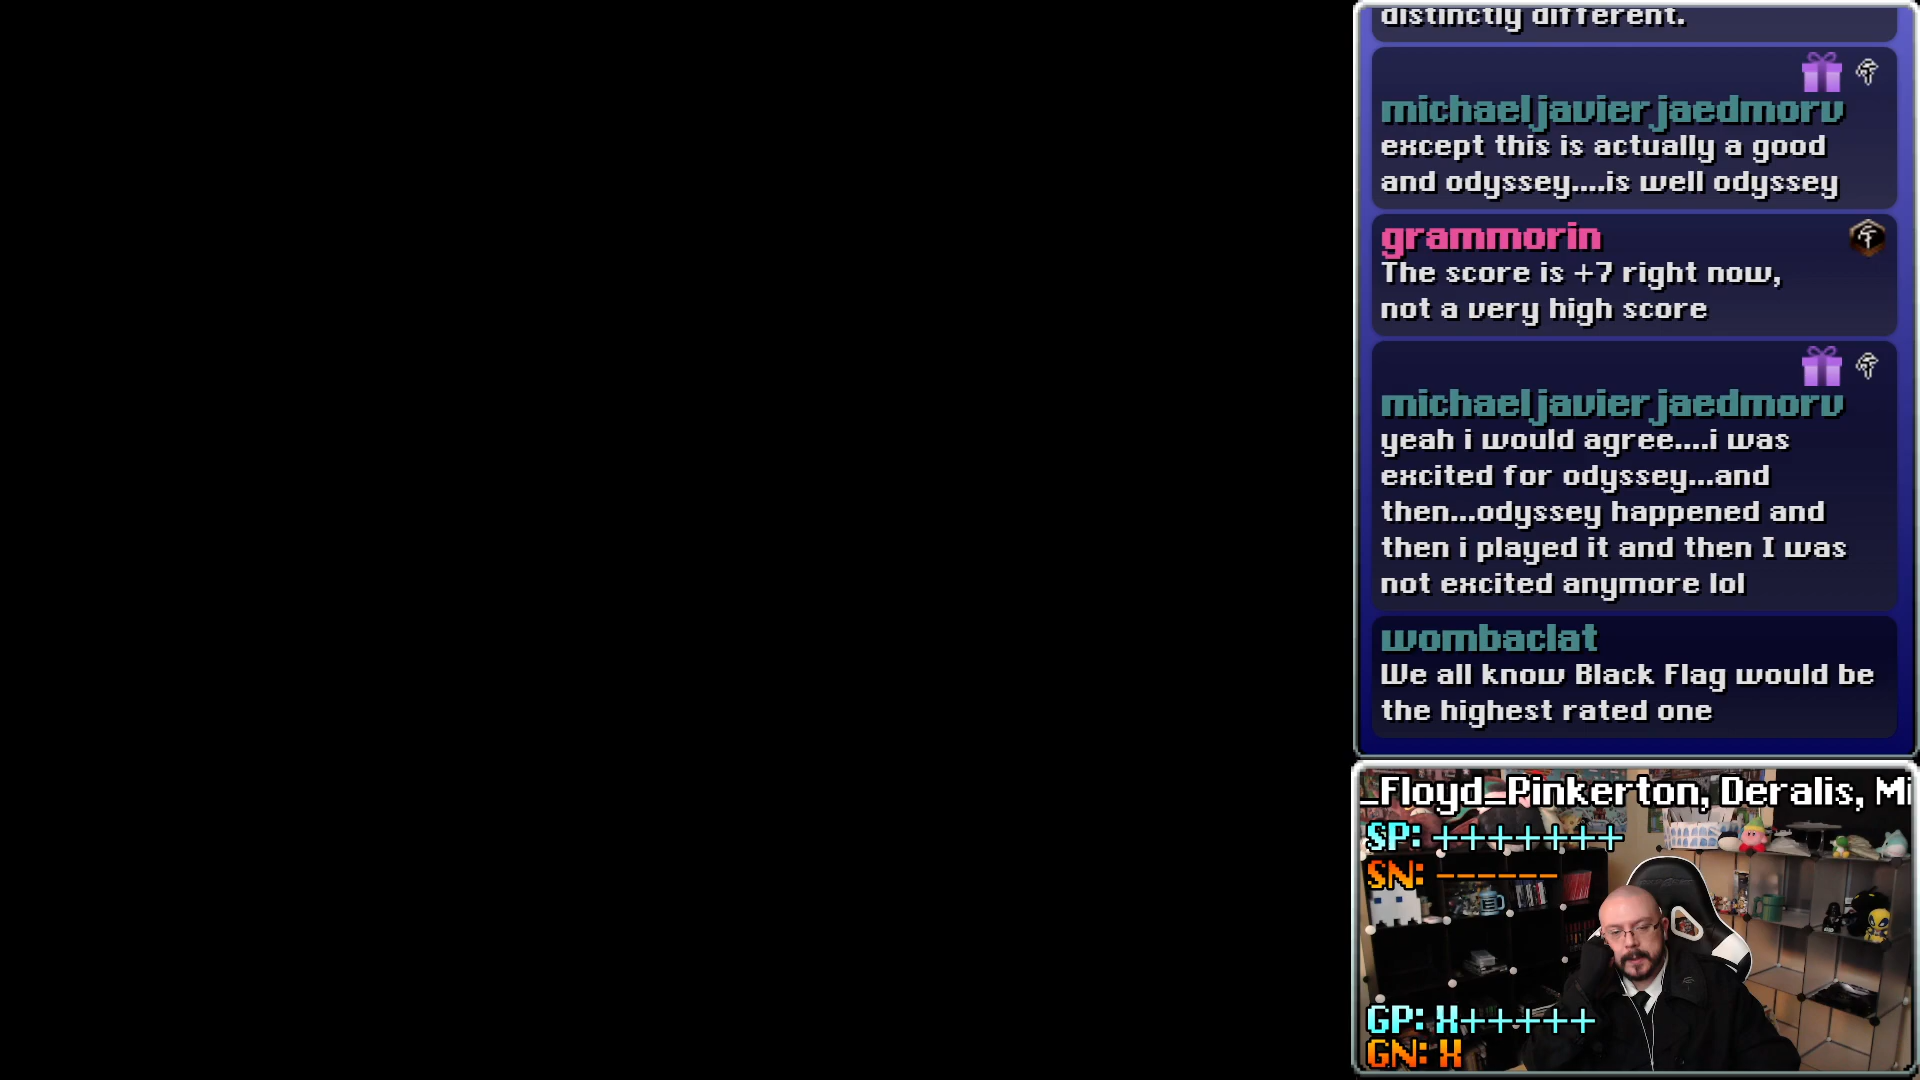 distinctly different.
michaeljavierjaedmorv
except this is actually a good
and odyssey....is well odyssey
grammorin
The score is +7 right now,
not a very high score
michaeljavierjaedmorv
yeah i would agree....i was
excited for odyssey...and
then...odyssey happened and
then i played it and then I was
not excited anymore lol
wombaclat
We all know Black Flag would be
the highest rated one
_Floyd_Pinkerton, Deralis, Mi
SP: +++++++
SN: ------
GP: X+++++
GN: X